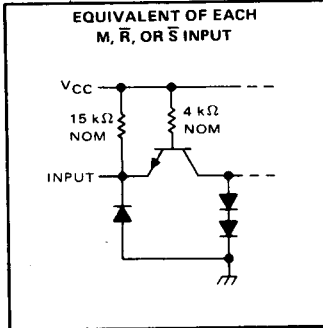 EQUIVALENT OF EACH
M, R̅, OR S̅ INPUT
VCC
15 kΩ
NOM
4 kΩ
NOM
INPUT